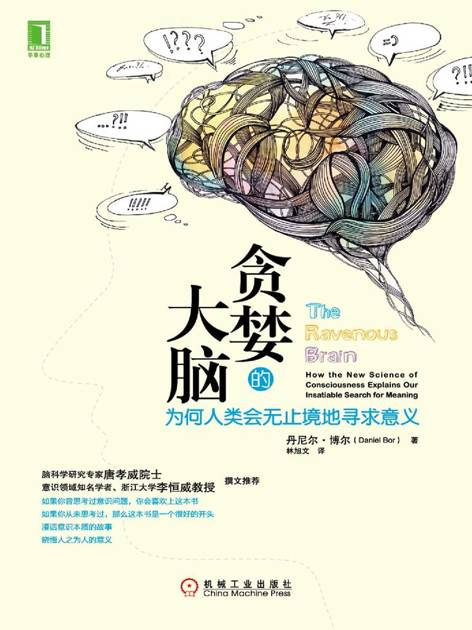 华章心理
!???
?!!
...?!!
...
!!!!!
贪婪
的
大脑
The
Ravenous
Brain
How the New Science of
Consciousness Explains Our
Insatiable Search for Meaning
为何人类会无止境地寻求意义
丹尼尔·博尔(Daniel Bor) 著
林旭文 译
脑科学研究专家唐孝威院士
意识领域知名学者、浙江大学李恒威教授 撰文推荐
如果你曾思考过意识问题,你会喜欢上这本书
如果你从未思考过,那么这本书是一个很好的开头
漫话意识本质的故事
晓悟人之为人的意义
机械工业出版社
China Machine Press